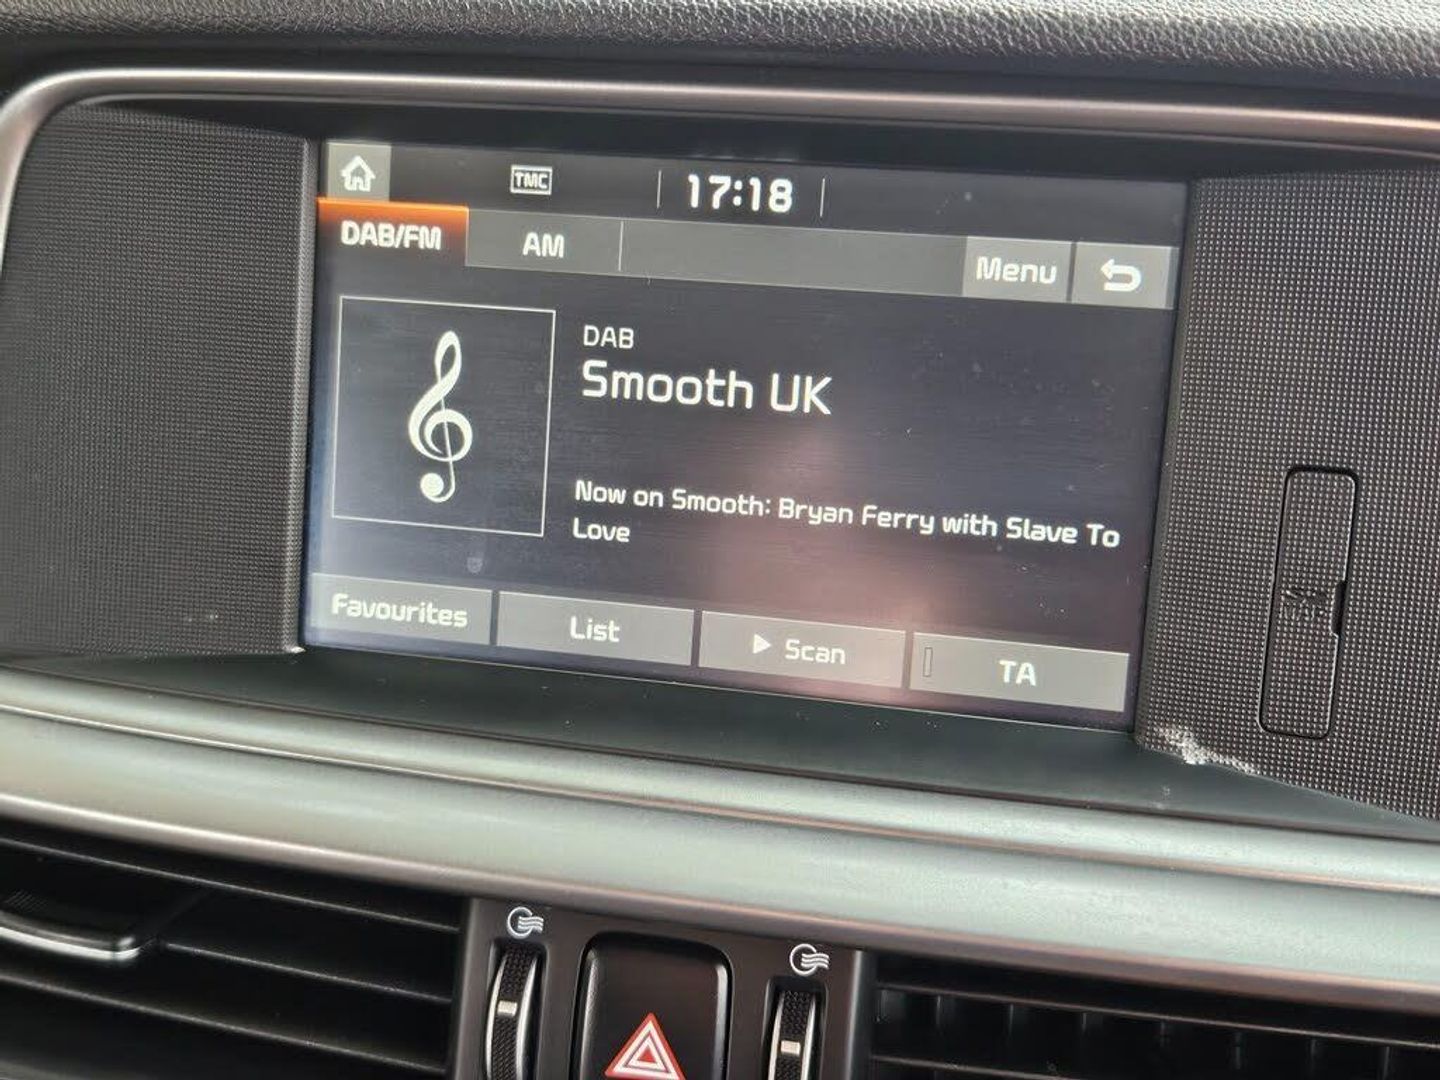 TMC
17:18
DAB/FM
AM
Menu
DAB
Smooth UK
Now on Smooth: Bryan Ferry with Slave To
Love
Favourites
List
Scan
TA